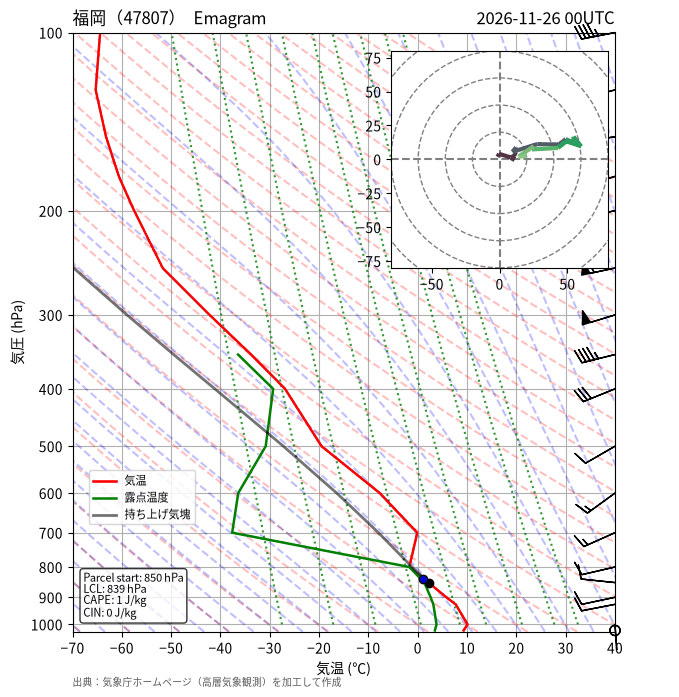 福岡（47807） Emagram
2026-11-26 00UTC
100
200
300
400
500
600
700
800
900
1000
気圧 (hPa)
75
50
25
0
−25
−50
−75
−50
0
50
気温
露点温度
持ち上げ気塊
Parcel start: 850 hPa
LCL: 839 hPa
CAPE: 1 J/kg
CIN: 0 J/kg
−70
−60
−50
−40
−30
−20
−10
0
10
20
30
40
気温 (℃)
出典：気象庁ホームページ（高層気象観測）を加工して作成